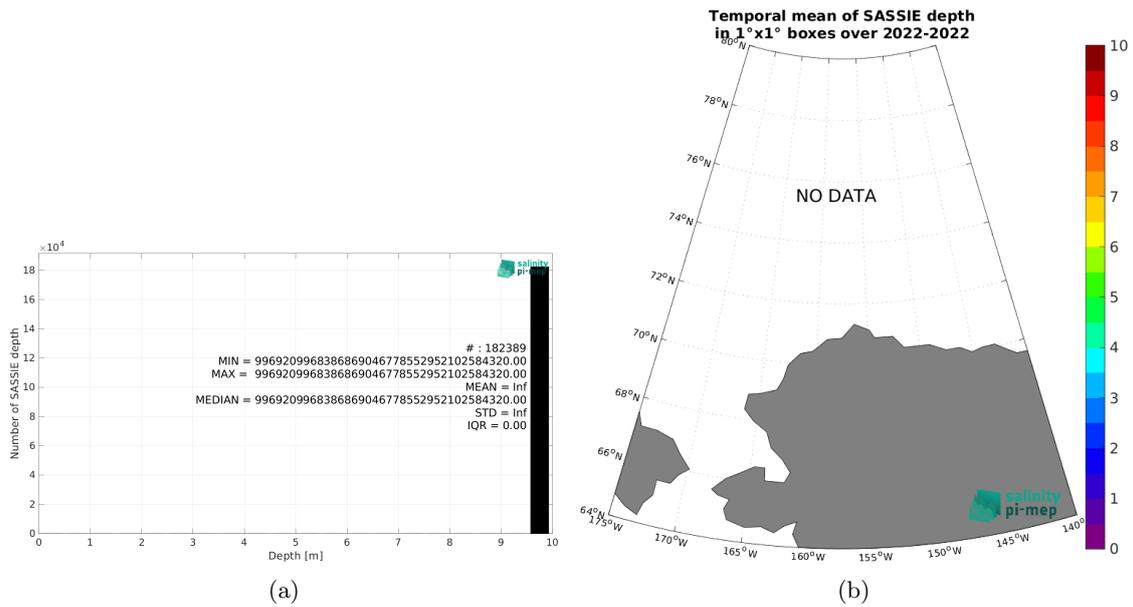 ×10⁴
18
16
14
12
10
8
6
4
2
0
Number of SASSIE depth
salinity
pi-mep
# : 182389
MIN = 9969209968386869046778552952102584320.00
MAX = 9969209968386869046778552952102584320.00
MEAN = Inf
MEDIAN = 9969209968386869046778552952102584320.00
STD = Inf
IQR = 0.00
0 1 2 3 4 5 6 7 8 9 10
Depth [m]
(a)
Temporal mean of SASSIE depth
in 1°x1° boxes over 2022-2022
80°N
78°N
76°N
74°N
72°N
70°N
68°N
66°N
64°N
NO DATA
175°W
170°W
165°W
160°W
155°W
150°W
145°W
140°
salinity
pi-mep
10
9
8
7
6
5
4
3
2
1
0
(b)